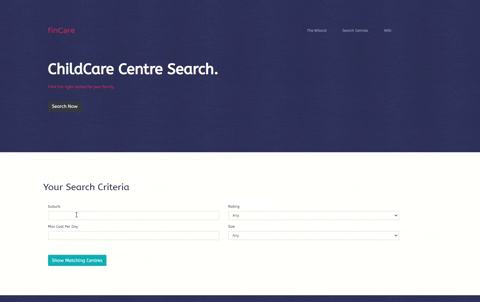 finCare
The Wizard
Search Centres
Wiki
ChildCare Centre Search.
Find the right centre for your family.
Search Now
Your Search Criteria
Suburb
Rating
Any
Max Cost Per Day
Size
Any
Show Matching Centres